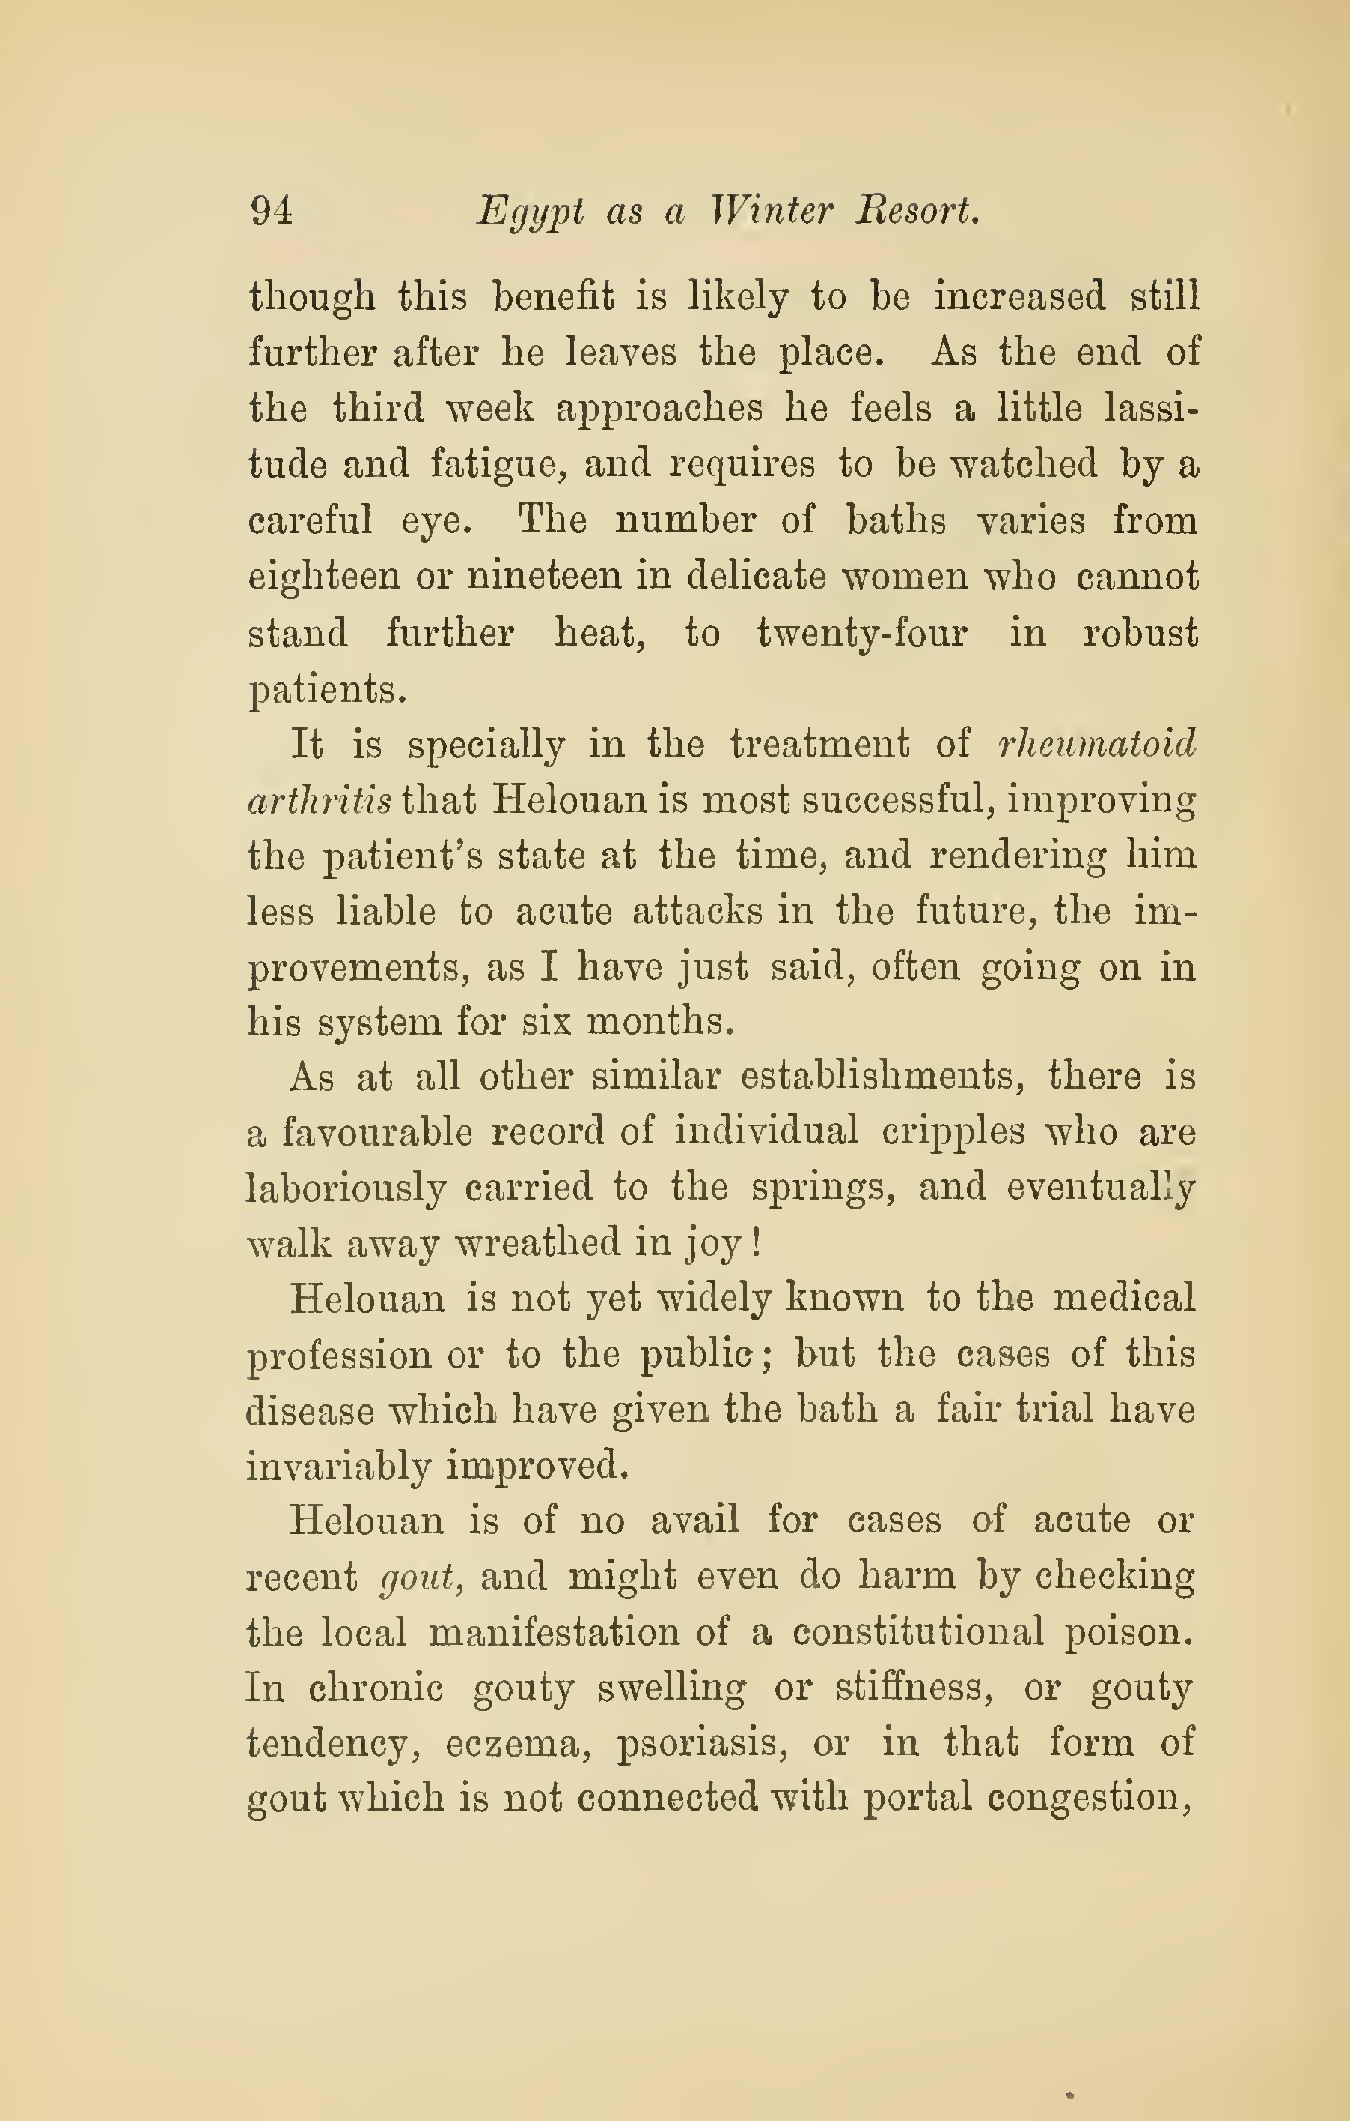 94 Egypt as a Winter Resort.
though this benefit is likely to be increased still
further after he leaves the place. As the end of
the third week approaches he feels a little lassi-
tude and fatigue, and requires to be watched by a
careful eye. The number of baths varies from
eighteen or nineteen in delicate women who cannot
stand further heat, to twenty-four in robust
patients.
It is specially in the treatment of rheumatoid
arthritis that Helouan is most successful, improving
the patient's state at the time, and rendering him
less liable to acute attacks in the future, the im-
provements, as I have just said, often going on in
his system for six months.
As at all other similar establishments, there is
a favourable record of individual cripples who are
laboriously carried to the springs, and eventually
walk away wreathed in joy!
Helouan is not yet widely known to the medical
profession or to the public; but the cases of this
disease which have given the bath a fair trial have
invariably improved.
Helouan is of no avail for cases of acute or
recent gout, and might even do harm by checking
the local manifestation of a constitutional poison.
In chronic gouty swelling or stiffness, or gouty
tendency, eczema, psoriasis, or in that form of
gout which is not connected with portal congestion,